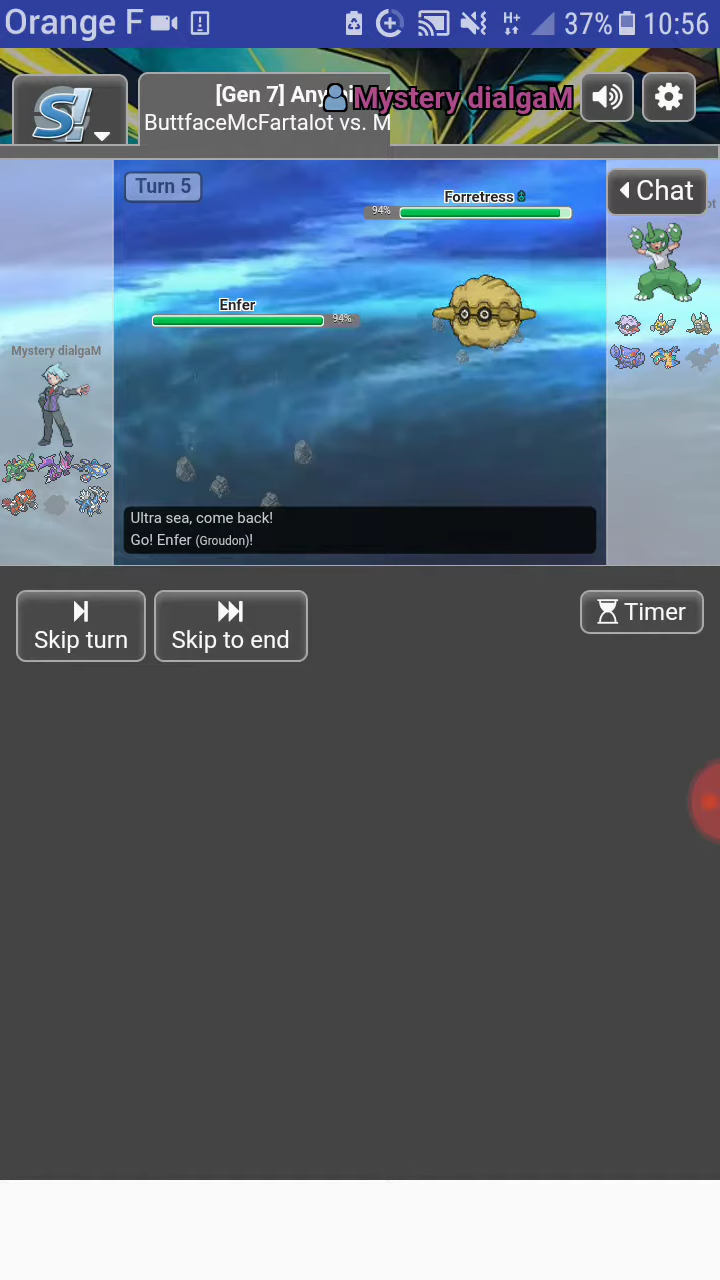 Orange F
H+
37%
10:56
[Gen 7] Any
Mystery dialgaM
ButtfaceMcFartalot vs. M
Turn 5
Chat
Forretress
94%
Enfer
94%
Mystery dialgaM
ot
Ultra sea, come back!
Go! Enfer (Groudon)!
Skip turn
Skip to end
Timer